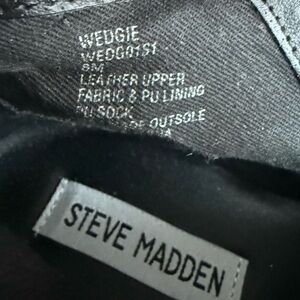 WEDGIE
WEDG01S1
8M
LEATHER UPPER
FABRIC & PU LINING
PU SOCK
OUTSOLE
STEVE MADDEN